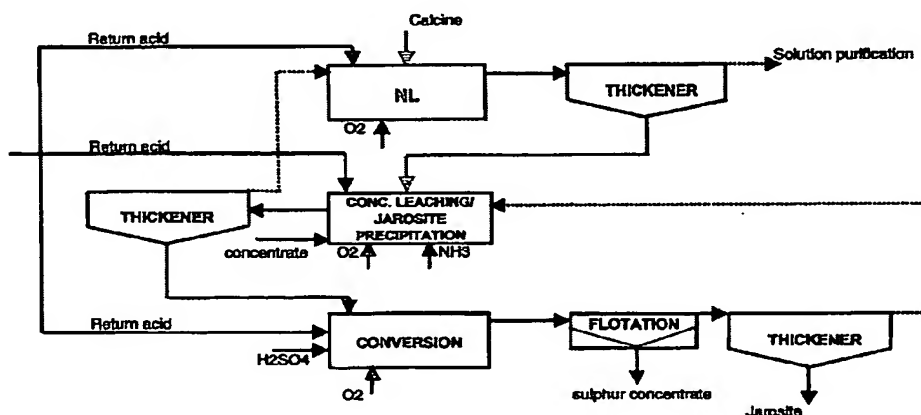 Calcine
Return acid
Solution purification
NL
THICKENER
O2
Return acid
CONC. LEACHING/
JAROSITE
PRECIPITATION
THICKENER
concentrate
O2
NH3
Return acid
FLOTATION
CONVERSION
THICKENER
H2SO4
O2
sulphur concentrate
Jarosite